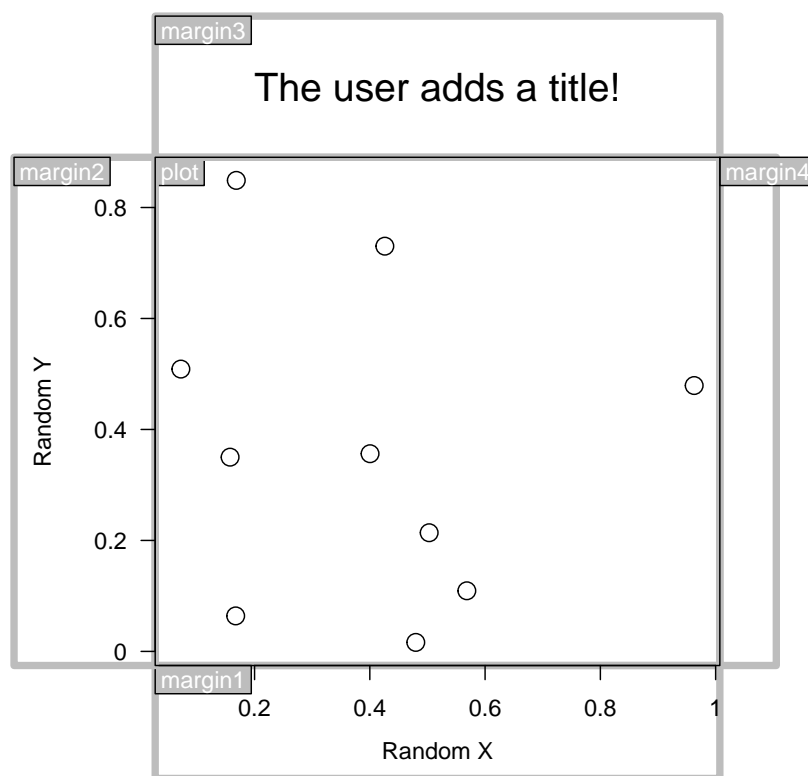 margin3
The user adds a title!
margin2
plot
margin4
0.8
0.6
Random Y
0.4
0.2
0
margin1
0.2 0.4 0.6 0.8 1
Random X